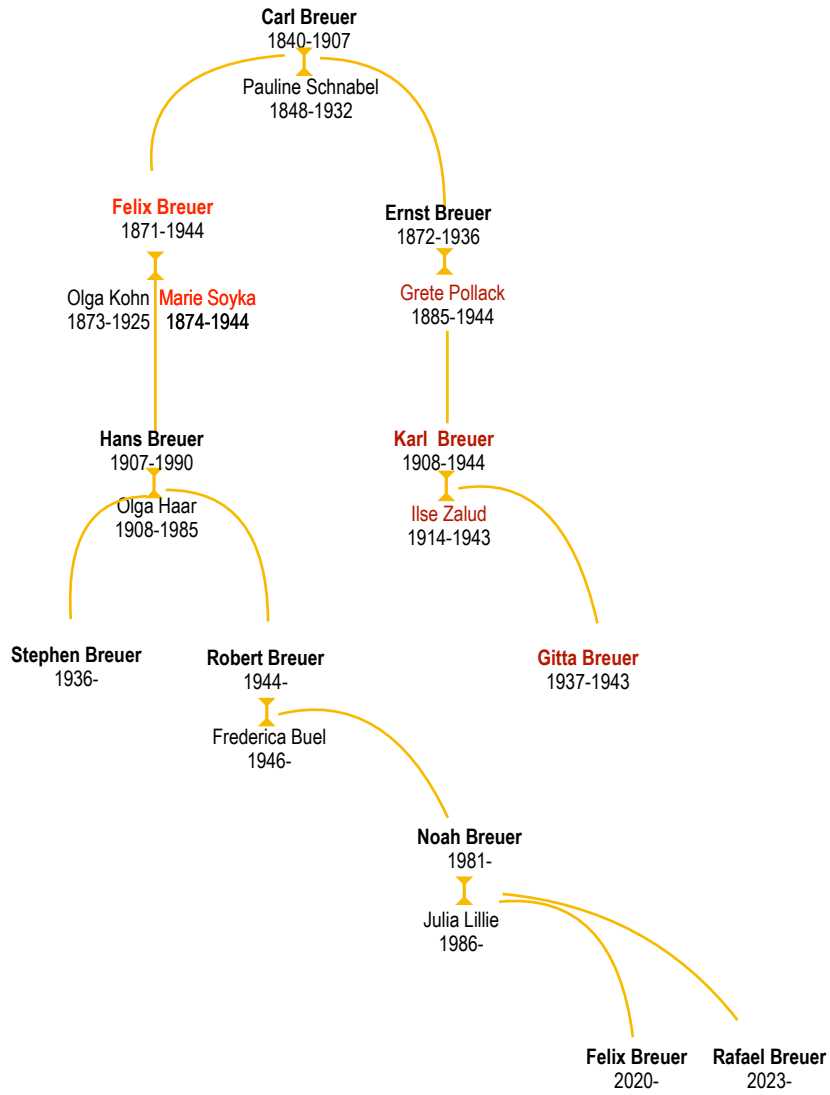 Carl Breuer
1840-1907
Pauline Schnabel
1848-1932
Felix Breuer
1871-1944
Ernst Breuer
1872-1936
Olga Kohn
1873-1925
Marie Soyka
1874-1944
Grete Pollack
1885-1944
Hans Breuer
1907-1990
Olga Haar
1908-1985
Karl Breuer
1908-1944
Ilse Zalud
1914-1943
Stephen Breuer
1936-
Robert Breuer
1944-
Frederica Buel
1946-
Gitta Breuer
1937-1943
Noah Breuer
1981-
Julia Lillie
1986-
Felix Breuer
2020-
Rafael Breuer
2023-